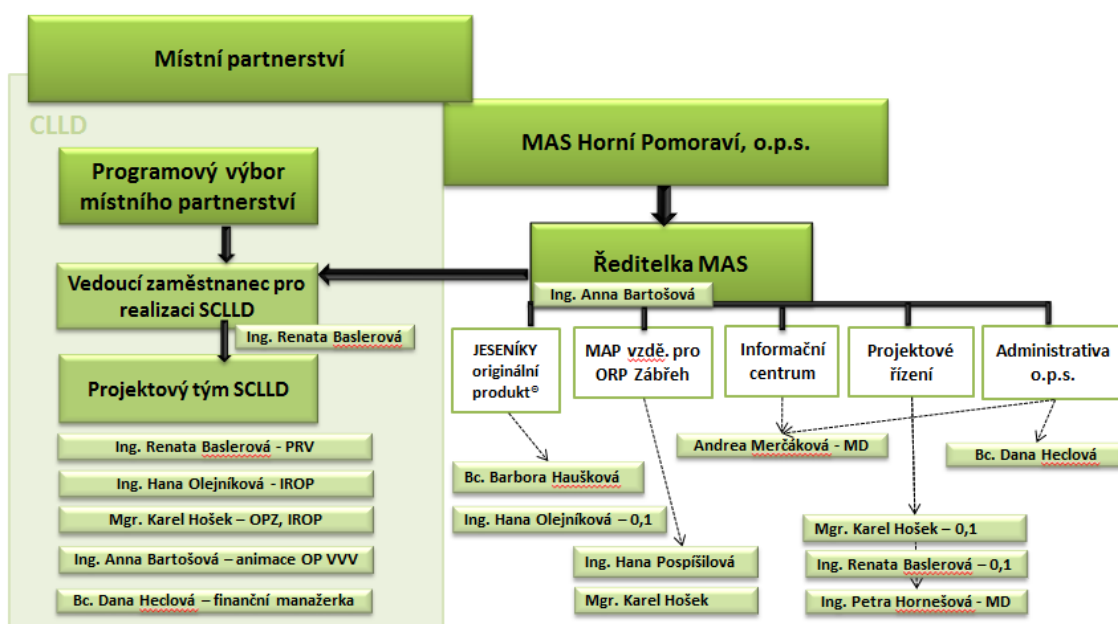 Místní partnerství
CLLD
MAS Horní Pomoraví, o.p.s.
Programový výbor
místního partnerství
Ředitelka MAS
Ing. Anna Bartošová
Vedoucí zaměstnanec pro
realizaci SCLLD
Ing. Renata Baslerová
Projektový tým SCLLD
Ing. Renata Baslerová - PRV
Ing. Hana Olejníková - IROP
Mgr. Karel Hošek – OPZ, IROP
Ing. Anna Bartošová – animace OP VVV
Bc. Dana Heclová – finanční manažerka
JESENÍKY
originální
produkt®
MAP vzdě. pro
ORP Zábřeh
Informační
centrum
Projektové
řízení
Administrativa
o.p.s.
Andrea Merčáková - MD
Bc. Dana Heclová
Bc. Barbora Haušková
Ing. Hana Olejníková – 0,1
Mgr. Karel Hošek – 0,1
Ing. Hana Pospíšilová
Ing. Renata Baslerová – 0,1
Mgr. Karel Hošek
Ing. Petra Hornešová - MD